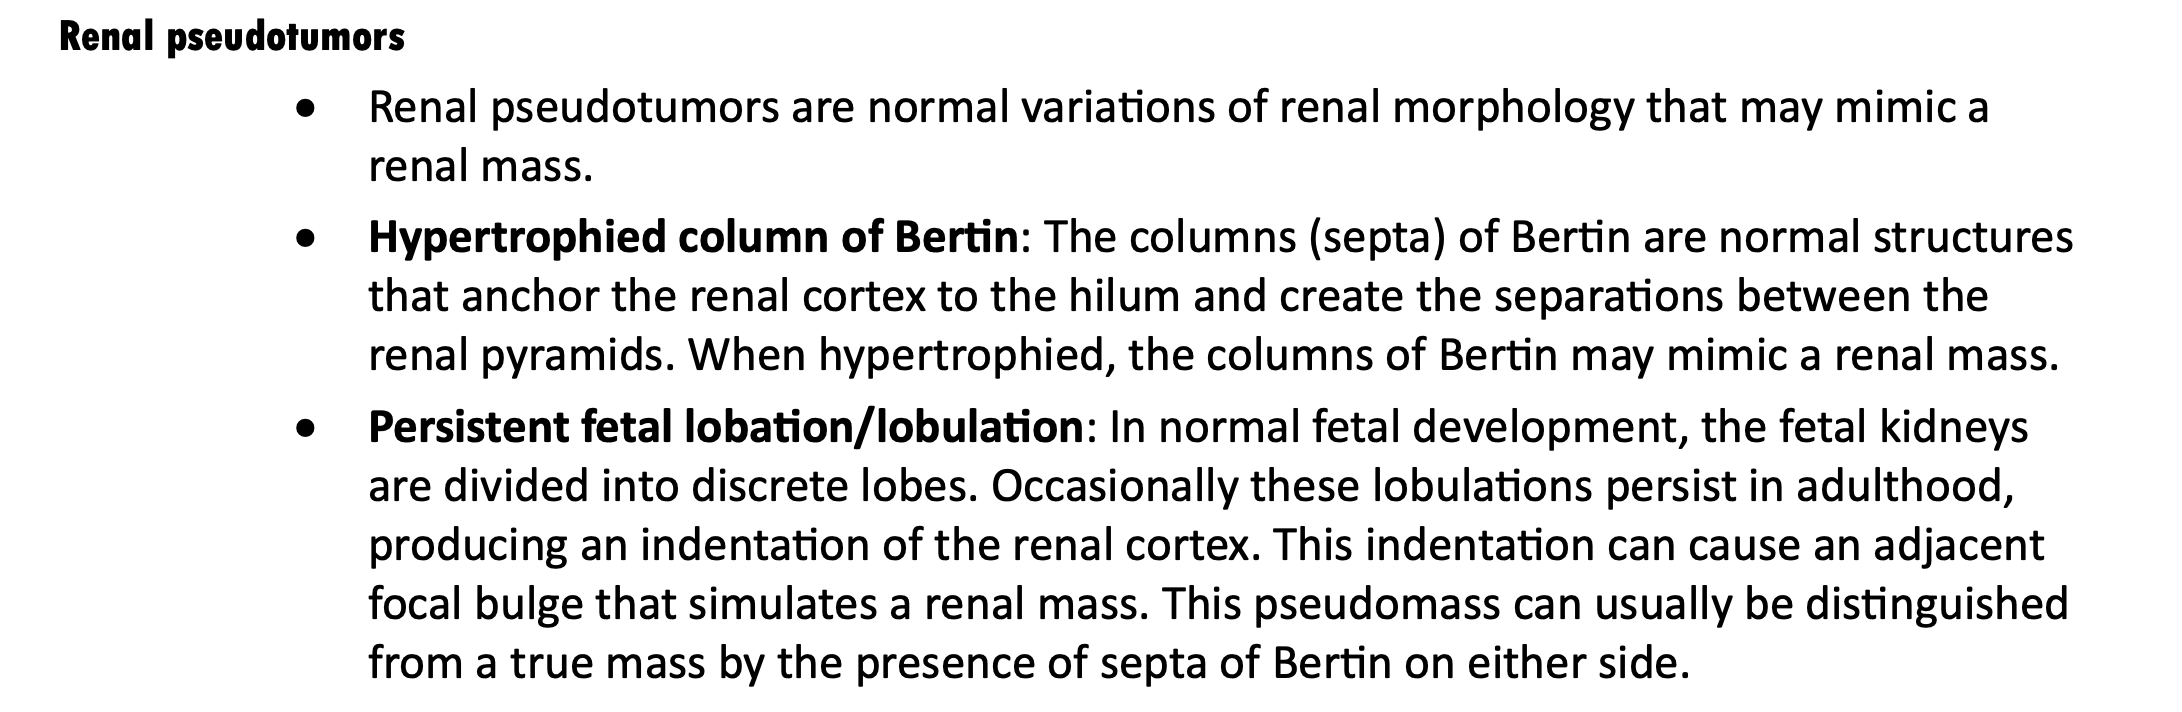 Renal pseudotumors
• Renal pseudotumors are normal variations of renal morphology that may mimic a
renal mass.
• Hypertrophied column of Bertin: The columns (septa) of Bertin are normal structures
that anchor the renal cortex to the hilum and create the separations between the
renal pyramids. When hypertrophied, the columns of Bertin may mimic a renal mass.
• Persistent fetal lobation/lobulation: In normal fetal development, the fetal kidneys
are divided into discrete lobes. Occasionally these lobulations persist in adulthood,
producing an indentation of the renal cortex. This indentation can cause an adjacent
focal bulge that simulates a renal mass. This pseudomass can usually be distinguished
from a true mass by the presence of septa of Bertin on either side.